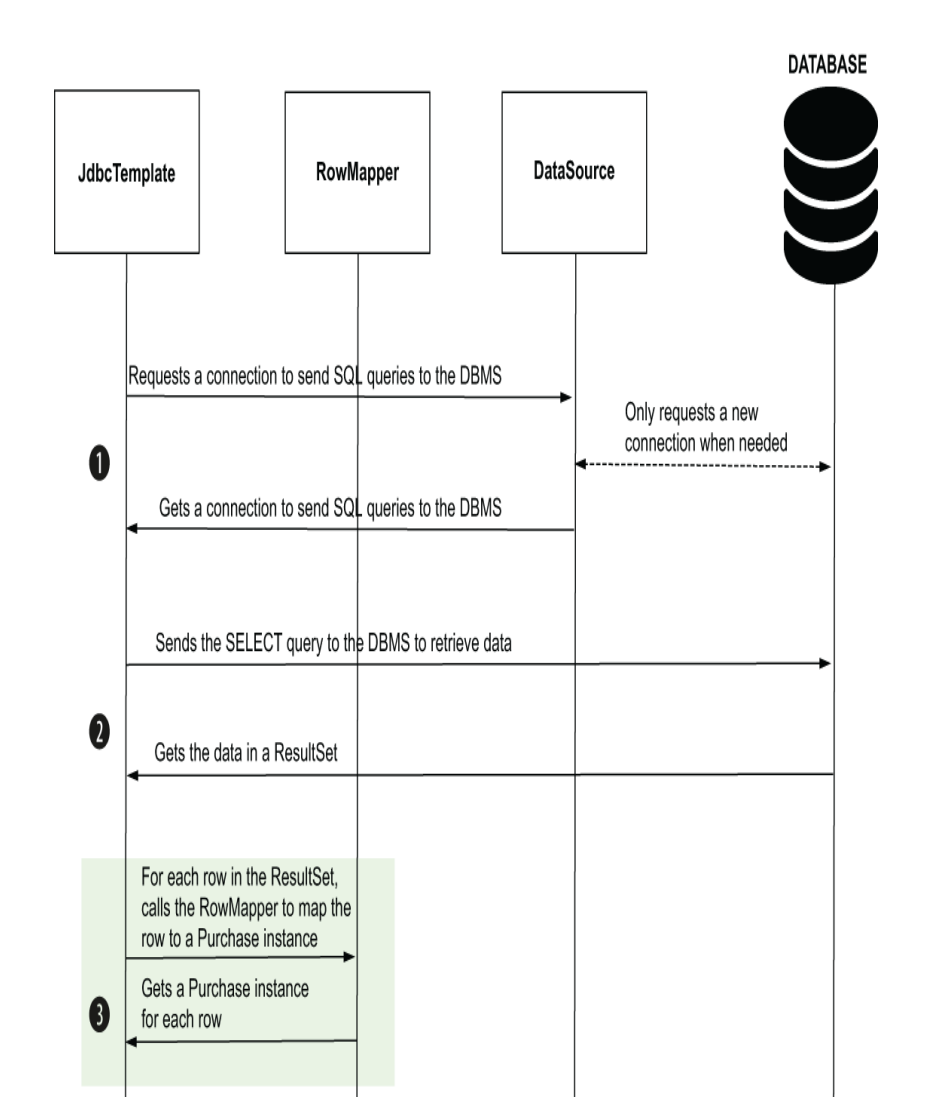 DATABASE
JdbcTemplate
RowMapper
DataSource
Requests a connection to send SQL queries to the DBMS
Only requests a new
connection when needed
1
Gets a connection to send SQL queries to the DBMS
Sends the SELECT query to the DBMS to retrieve data
2
Gets the data in a ResultSet
For each row in the ResultSet,
calls the RowMapper to map the
row to a Purchase instance
Gets a Purchase instance
3
for each row